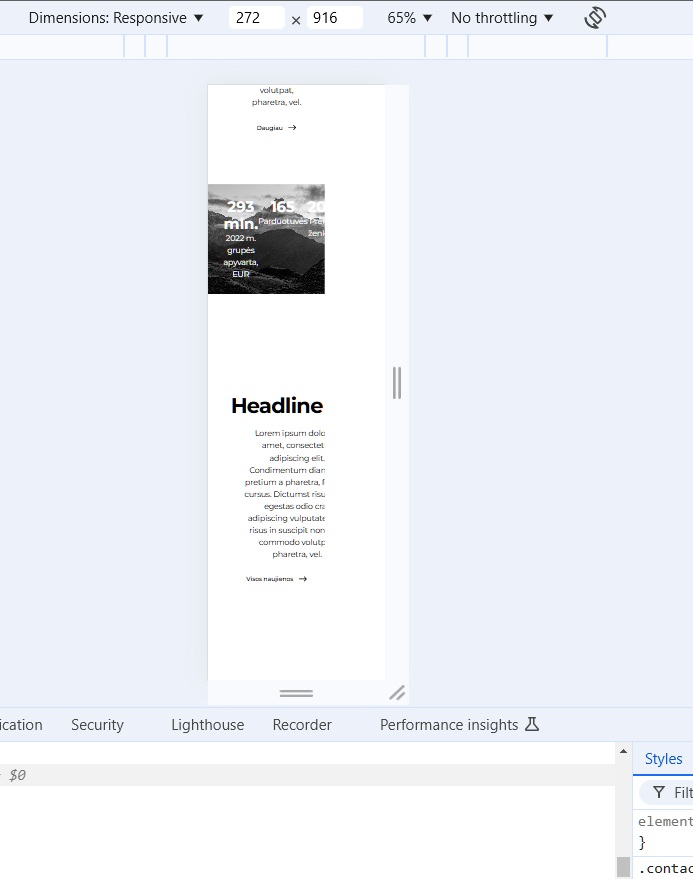 Dimensions: Responsive 272 × 916 65% No throttling
volutpat,
pharetra, vel.
Daugiau
293 165 20
mln. Parduotuvės
2022 m.
grupės
apyvarta,
EUR
Headline
Lorem ipsum dolo
amet, consectet
adipiscing elit.
Condimentum dian
pretium a pharetra, f
cursus. Dictumst risu
egestas odio cra
adipiscing vulputate
risus in suscipit non
commodo volutp
pharetra, vel.
Visos naujienos
ication Security Lighthouse Recorder Performance insights
$0
Styles
Filt
element
}
.contac